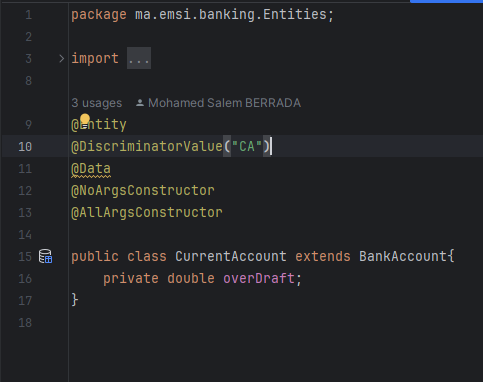 1 package ma.emsi.banking.Entities;
2
3 import ...
8
3 usages Mohamed Salem BERRADA
9 @Entity
10 @DiscriminatorValue("CA")
11 @Data
12 @NoArgsConstructor
13 @AllArgsConstructor
14
15 public class CurrentAccount extends BankAccount{
16 private double overDraft;
17 }
18